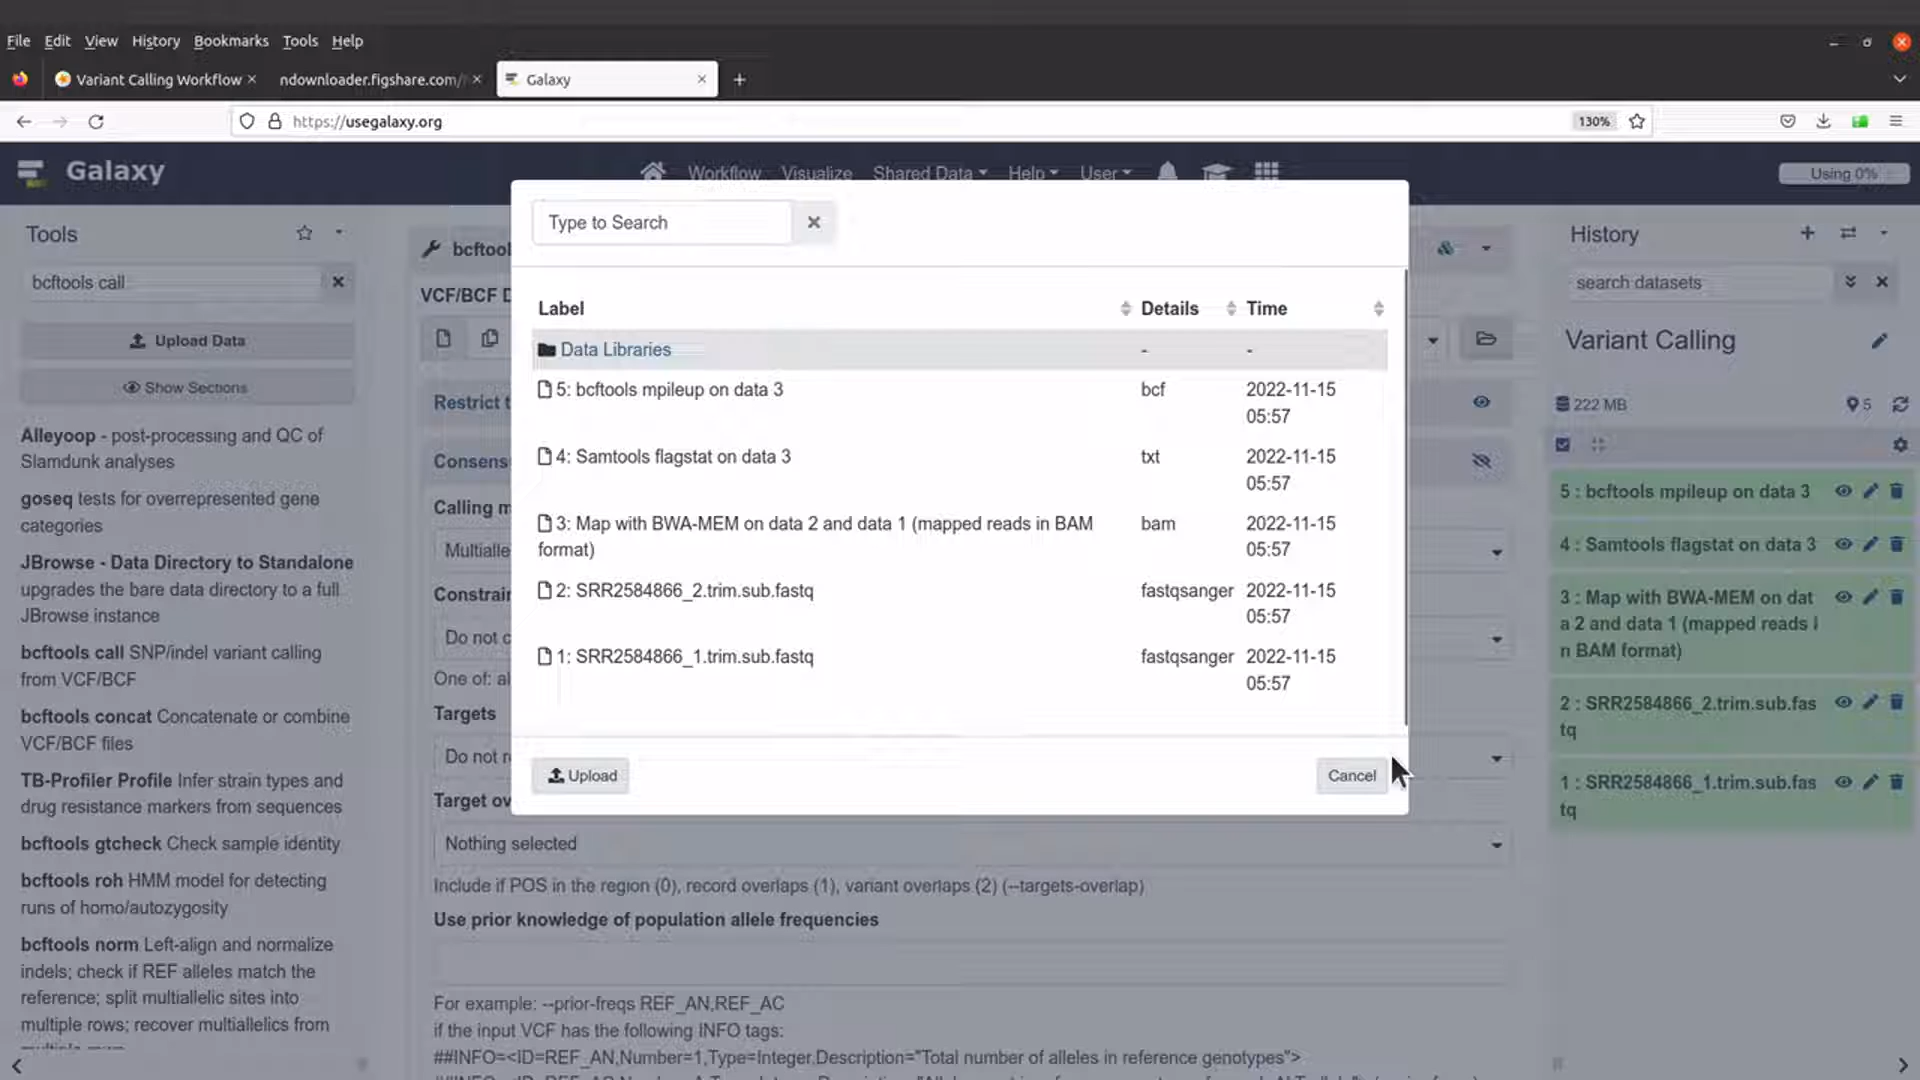 File Edit View History Bookmarks Tools Help
Variant Calling Workflow
ndownloader.figshare.com/
Galaxy
https://usegalaxy.org
130%
Galaxy
Workflow Visualize Shared Data Help User
Using 0%
Tools
bcftools call
Upload Data
Show Sections
Alleyoop - post-processing and QC of
Slamdunk analyses
goseq tests for overrepresented gene
categories
JBrowse - Data Directory to Standalone
upgrades the bare data directory to a full
JBrowse instance
bcftools call SNP/indel variant calling
from VCF/BCF
bcftools concat Concatenate or combine
VCF/BCF files
TB-Profiler Profile Infer strain types and
drug resistance markers from sequences
bcftools gtcheck Check sample identity
bcftools roh HMM model for detecting
runs of homo/autozygosity
bcftools norm Left-align and normalize
indels; check if REF alleles match the
reference; split multiallelic sites into
multiple rows; recover multiallelics from
bcftool
VCF/BCF D
Restrict t
Consens
Calling m
Multialle
Constrain
Do not c
One of: al
Targets
Do not r
Target ov
Nothing selected
Include if POS in the region (0), record overlaps (1), variant overlaps (2) (--targets-overlap)
Use prior knowledge of population allele frequencies
For example: --prior-freqs REF_AN,REF_AC
if the input VCF has the following INFO tags:
##INFO=<ID=REF_AN,Number=1,Type=Integer,Description="Total number of alleles in reference genotypes">
Type to Search
Label Details Time
Data Libraries - -
5: bcftools mpileup on data 3 bcf 2022-11-15
05:57
4: Samtools flagstat on data 3 txt 2022-11-15
05:57
3: Map with BWA-MEM on data 2 and data 1 (mapped reads in BAM bam 2022-11-15
format) 05:57
2: SRR2584866_2.trim.sub.fastq fastqsanger 2022-11-15
05:57
1: SRR2584866_1.trim.sub.fastq fastqsanger 2022-11-15
05:57
Upload
Cancel
History
search datasets
Variant Calling
222 MB
5
5 : bcftools mpileup on data 3
4 : Samtools flagstat on data 3
3 : Map with BWA-MEM on dat
a 2 and data 1 (mapped reads i
n BAM format)
2 : SRR2584866_2.trim.sub.fas
tq
1 : SRR2584866_1.trim.sub.fas
tq